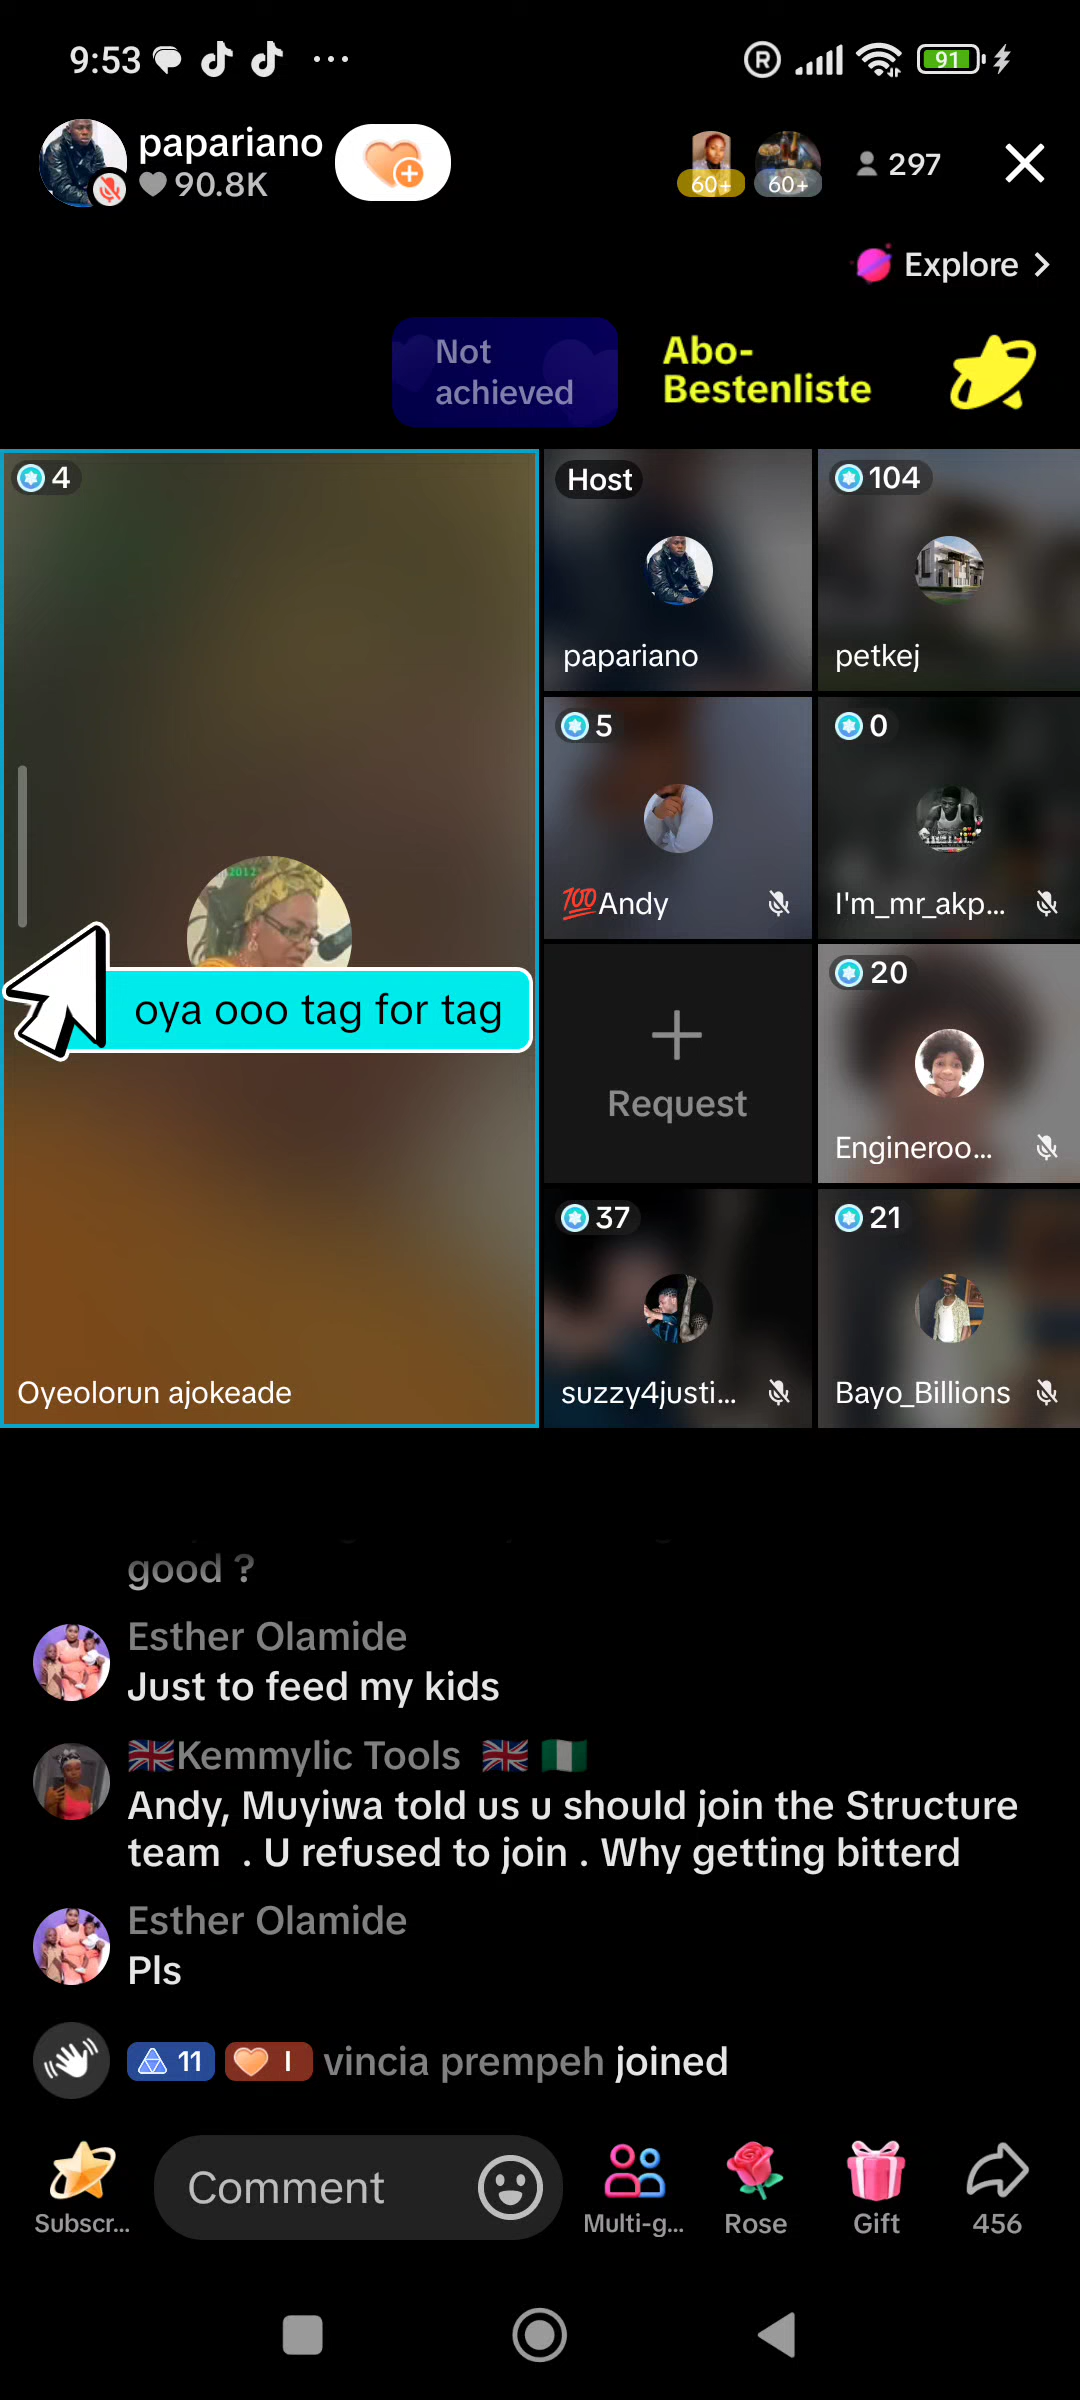 9:53
91
papariano
90.8K
60+
60+
297
Explore
Not
achieved
Abo-
Bestenliste
4
2012
oya ooo tag for tag
Oyeolorun ajokeade
Host
papariano
104
petkej
5
💯Andy
0
I'm_mr_akp...
Request
20
Engineroo...
37
suzzy4justi...
21
Bayo_Billions
good ?
Esther Olamide
Just to feed my kids
🇬🇧Kemmylic Tools 🇬🇧 🇳🇬
Andy, Muyiwa told us u should join the Structure
team . U refused to join . Why getting bitterd
Esther Olamide
Pls
11 I vincia prempeh joined
Subscr...
Comment
Multi-g...
Rose
Gift
456